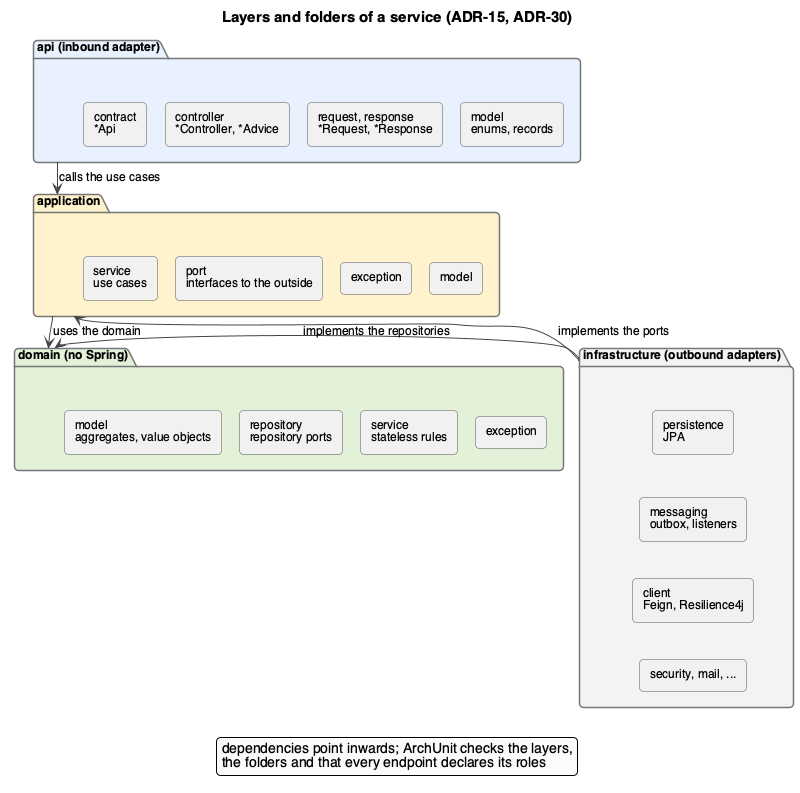 Layers and folders of a service (ADR-15, ADR-30)
api (inbound adapter)
contract
*Api
controller
*Controller, *Advice
request, response
*Request, *Response
model
enums, records
calls the use cases
application
service
use cases
port
interfaces to the outside
exception
model
uses the domain
implements the repositories
implements the ports
domain (no Spring)
model
aggregates, value objects
repository
repository ports
service
stateless rules
exception
infrastructure (outbound adapters)
persistence
JPA
messaging
outbox, listeners
client
Feign, Resilience4j
security, mail, ...
dependencies point inwards; ArchUnit checks the layers,
the folders and that every endpoint declares its roles